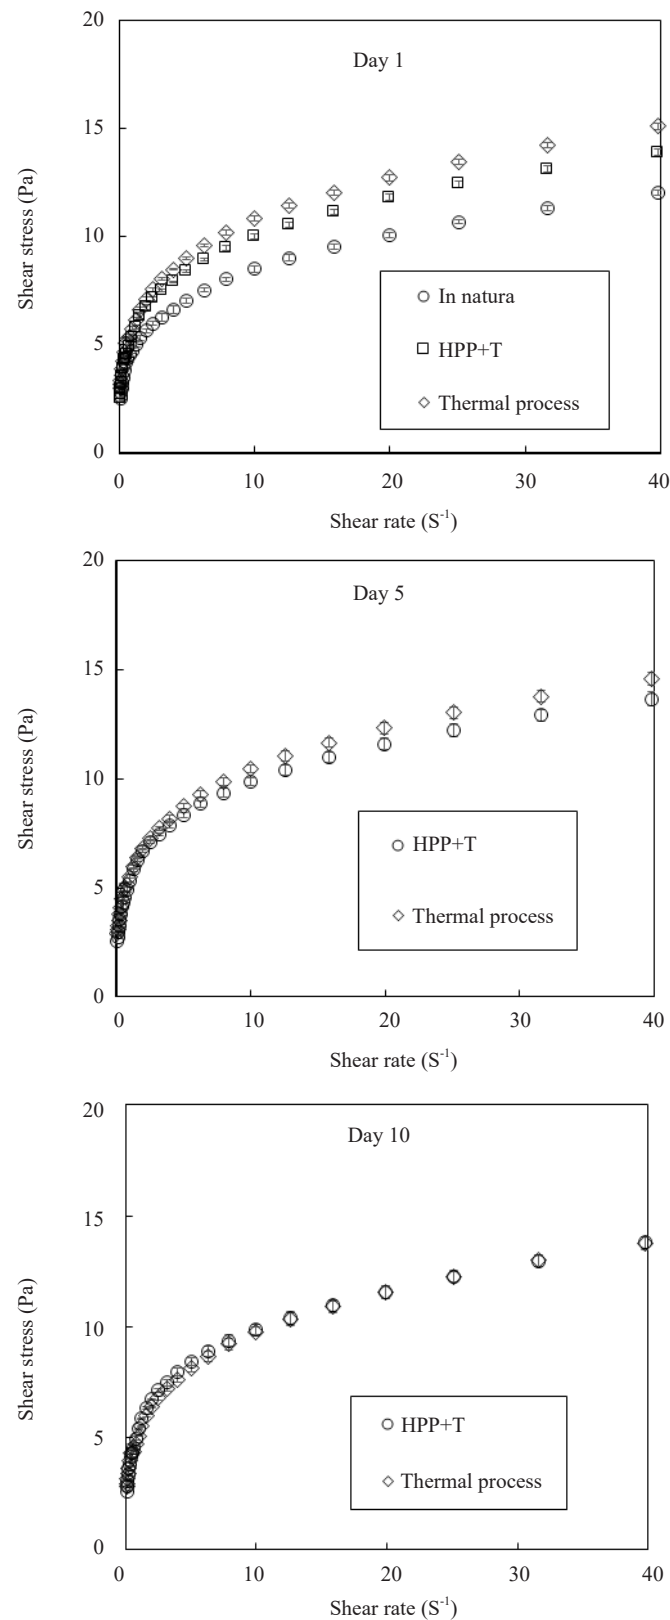 20
Day 1
15
10
5
0
Shear stress (Pa)
In natura
HPP+T
Thermal process
0 10 20 30 40
Shear rate (S⁻¹)
20
Day 5
15
10
5
0
Shear stress (Pa)
HPP+T
Thermal process
0 10 20 30 40
Shear rate (S⁻¹)
20
Day 10
15
10
5
0
Shear stress (Pa)
HPP+T
Thermal process
0 10 20 30 40
Shear rate (S⁻¹)